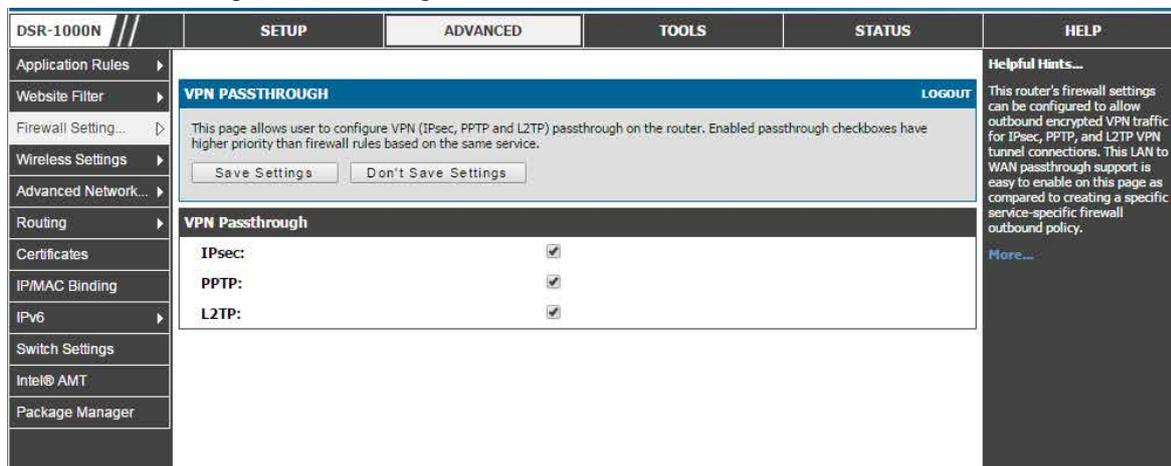 DSR-1000N
SETUP
ADVANCED
TOOLS
STATUS
HELP
Application Rules
Website Filter
Firewall Setting...
Wireless Settings
Advanced Network...
Routing
Certificates
IP/MAC Binding
IPv6
Switch Settings
Intel® AMT
Package Manager
VPN PASSTHROUGH
LOGOUT
This page allows user to configure VPN (IPsec, PPTP and L2TP) passthrough on the router. Enabled passthrough checkboxes have
higher priority than firewall rules based on the same service.
Save Settings
Don't Save Settings
VPN Passthrough
IPsec:
PPTP:
L2TP:
Helpful Hints...
This router's firewall settings
can be configured to allow
outbound encrypted VPN traffic
for IPsec, PPTP, and L2TP VPN
tunnel connections. This LAN to
WAN passthrough support is
easy to enable on this page as
compared to creating a specific
service-specific firewall
outbound policy.
More...